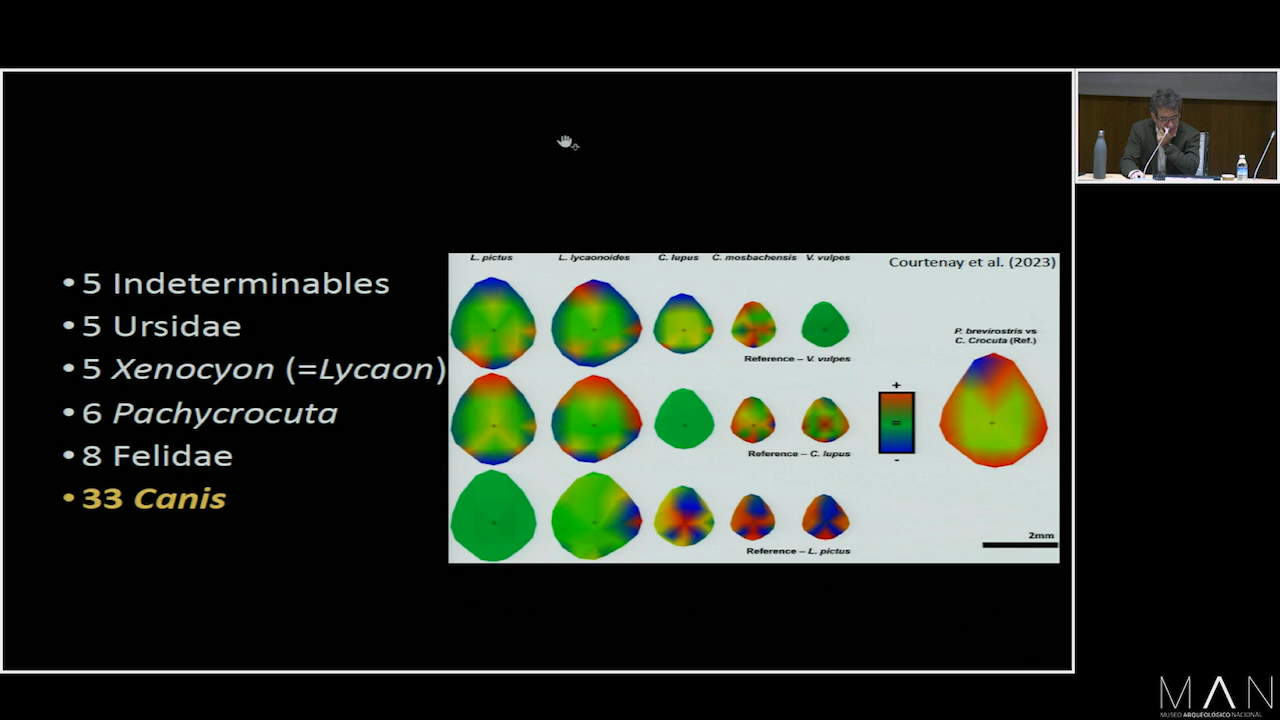 • 5 Indeterminables
• 5 Ursidae
• 5 Xenocyon (=Lycaon)
• 6 Pachycrocuta
• 8 Felidae
• 33 Canis
L. pictus L. lycaonoides C. lupus C. mosbachensis V. vulpes
Courtenay et al. (2023)
Reference – V. vulpes
P. brevirostris vs
C. Crocuta (Ref.)
+
=
-
Reference – C. lupus
Reference – L. pictus
2mm
MAN
MUSEO ARQUEOLÓGICO NACIONAL